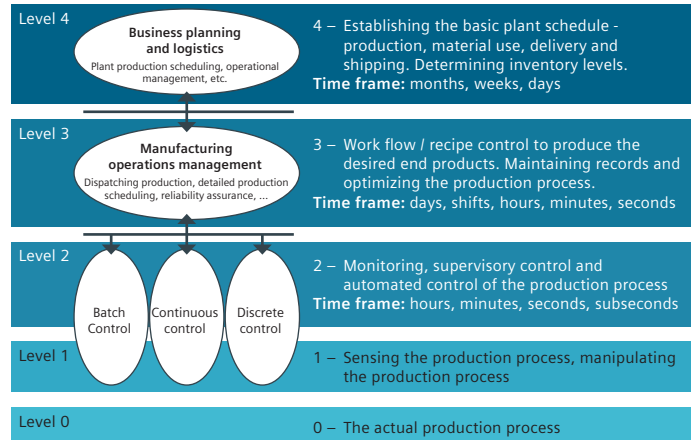 Level 4
Business planning
and logistics
Plant production scheduling, operational
management, etc.
4 – Establishing the basic plant schedule -
production, material use, delivery and
shipping. Determining inventory levels.
Time frame: months, weeks, days
Level 3
Manufacturing
operations management
Dispatching production, detailed production
scheduling, reliability assurance, ...
3 – Work flow / recipe control to produce the
desired end products. Maintaining records and
optimizing the production process.
Time frame: days, shifts, hours, minutes, seconds
Level 2
Batch
Control
Continuous
control
Discrete
control
2 – Monitoring, supervisory control and
automated control of the production process
Time frame: hours, minutes, seconds, subseconds
Level 1
1 – Sensing the production process, manipulating
the production process
Level 0
0 – The actual production process